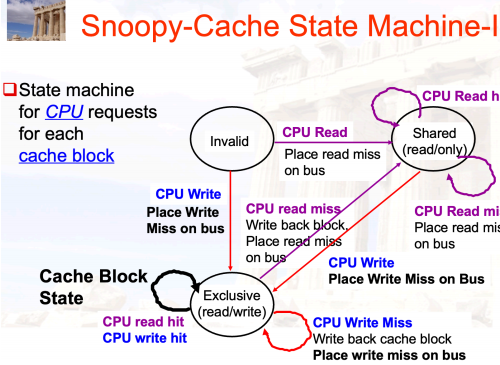 Snoopy-Cache State Machine-I
State machine
for CPU requests
for each
cache block
CPU Read h
Invalid
CPU Read
Place read miss
on bus
Shared
(read/only)
CPU Write
Place Write
Miss on bus
CPU read miss
Write back block,
Place read miss
on bus
CPU Read mi
Place read mis
on bus
CPU Write
Place Write Miss on Bus
Cache Block
State
Exclusive
(read/write)
CPU read hit
CPU write hit
CPU Write Miss
Write back cache block
Place write miss on bus